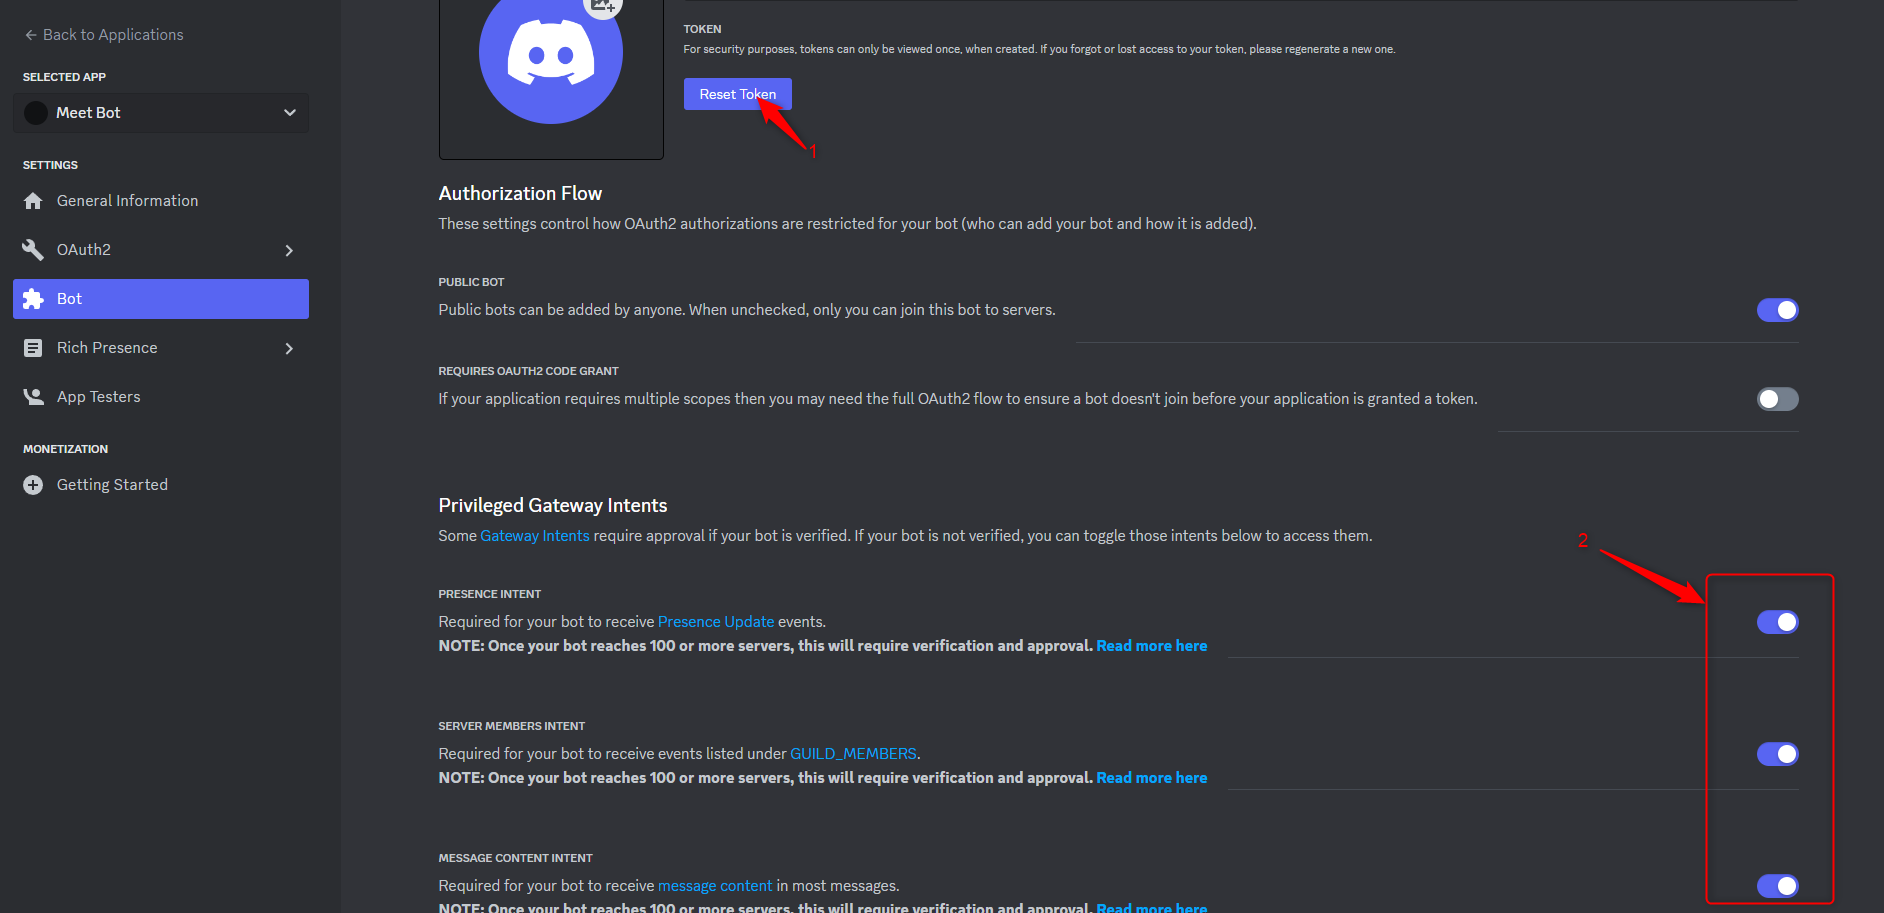 Back to Applications
SELECTED APP
Meet Bot
SETTINGS
General Information
OAuth2
Bot
Rich Presence
App Testers
MONETIZATION
Getting Started
TOKEN
For security purposes, tokens can only be viewed once, when created. If you forgot or lost access to your token, please regenerate a new one.
Reset Token
1
Authorization Flow
These settings control how OAuth2 authorizations are restricted for your bot (who can add your bot and how it is added).
PUBLIC BOT
Public bots can be added by anyone. When unchecked, only you can join this bot to servers.
REQUIRES OAUTH2 CODE GRANT
If your application requires multiple scopes then you may need the full OAuth2 flow to ensure a bot doesn't join before your application is granted a token.
Privileged Gateway Intents
Some Gateway Intents require approval if your bot is verified. If your bot is not verified, you can toggle those intents below to access them.
2
PRESENCE INTENT
Required for your bot to receive Presence Update events.
NOTE: Once your bot reaches 100 or more servers, this will require verification and approval. Read more here
SERVER MEMBERS INTENT
Required for your bot to receive events listed under GUILD_MEMBERS.
NOTE: Once your bot reaches 100 or more servers, this will require verification and approval. Read more here
MESSAGE CONTENT INTENT
Required for your bot to receive message content in most messages.
NOTE: Once your bot reaches 100 or more servers, this will require verification and approval. Read more here